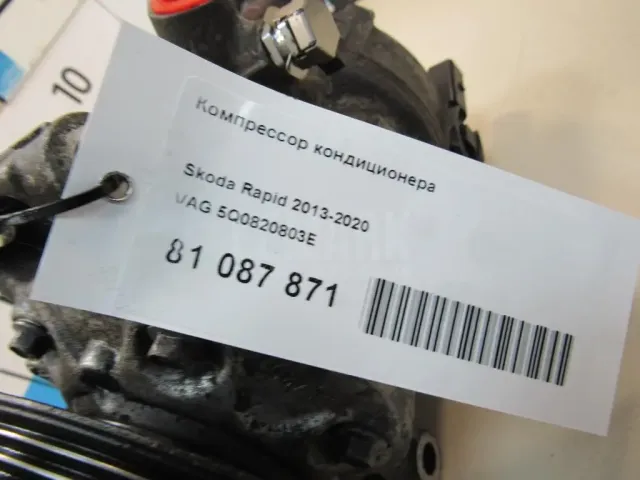 10
Компрессор кондиционера
Skoda Rapid 2013-2020
VAG 5Q0820803E
81 087 871